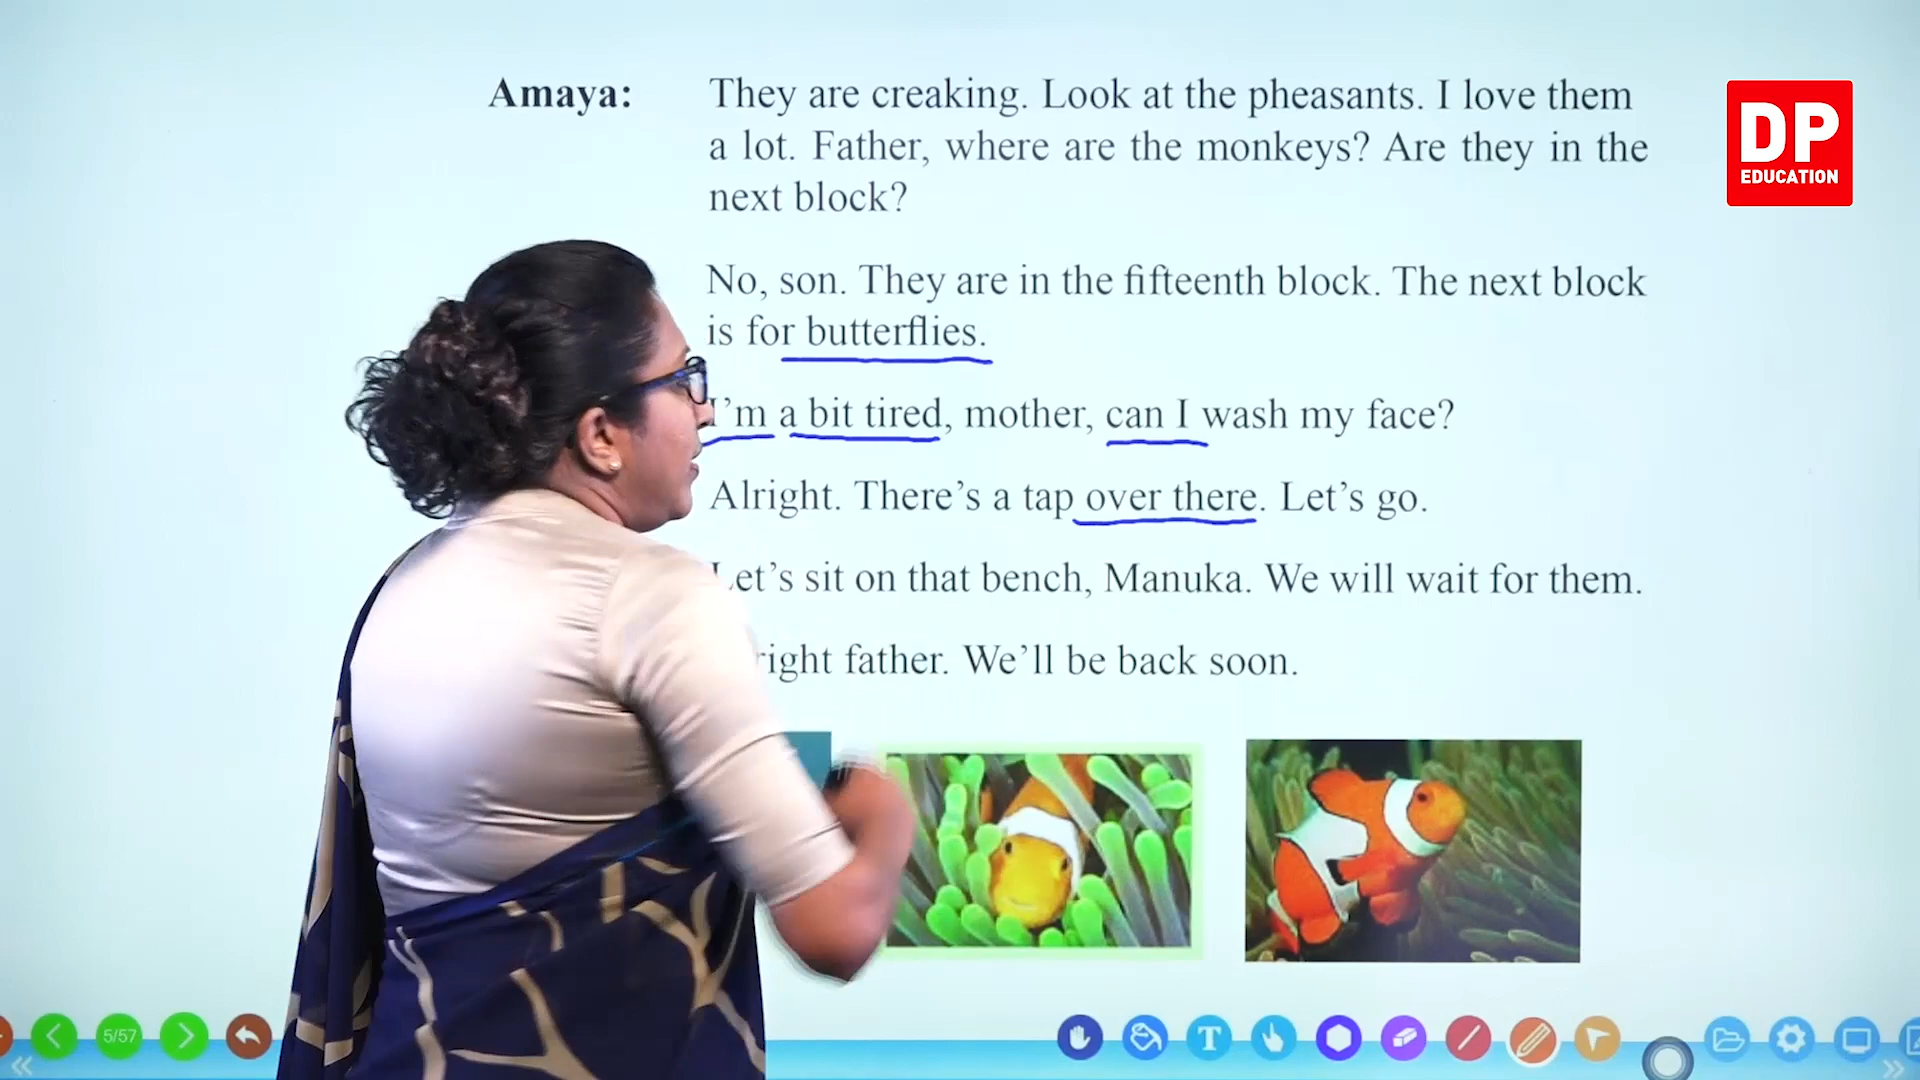 Amaya: They are creaking. Look at the pheasants. I love them
a lot. Father, where are the monkeys? Are they in the
next block?
No, son. They are in the fifteenth block. The next block
is for butterflies.
I'm a bit tired, mother, can I wash my face?
Alright. There's a tap over there. Let's go.
Let's sit on that bench, Manuka. We will wait for them.
right father. We'll be back soon.
DP
EDUCATION
5/57
T